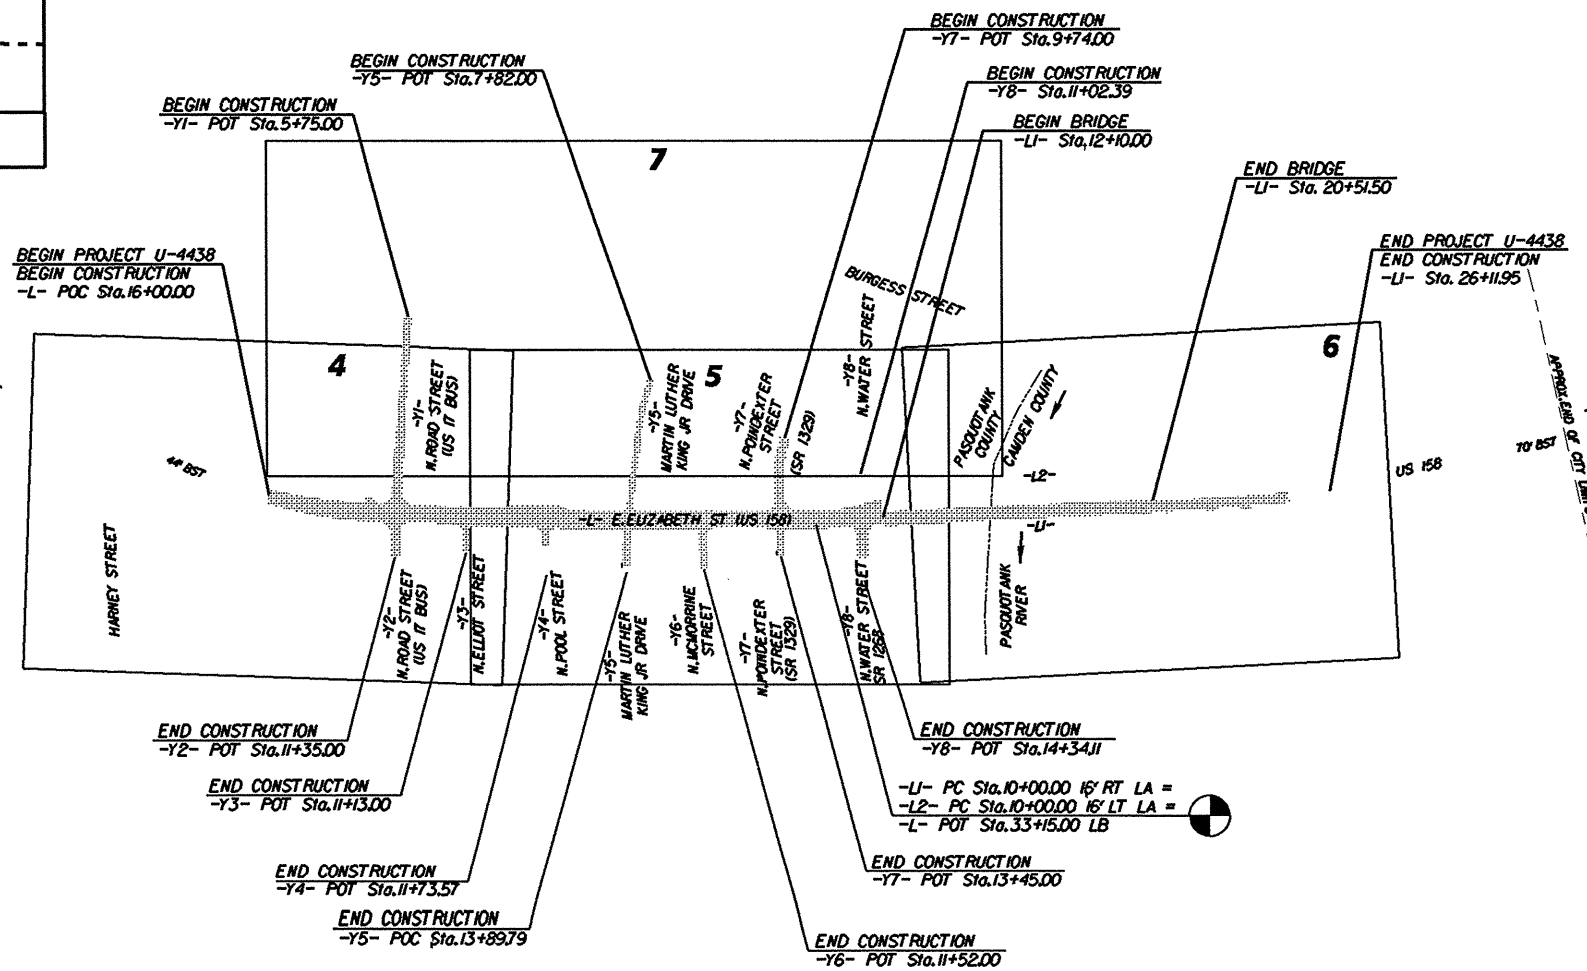 BEGIN CONSTRUCTION
-Y7- POT Sta.9+74.00
BEGIN CONSTRUCTION
-Y5- POT Sta.7+82.00
BEGIN CONSTRUCTION
-Y8- Sta.11+02.39
BEGIN CONSTRUCTION
-Y1- POT Sta.5+75.00
BEGIN BRIDGE
-L1- Sta.12+10.00
7
END BRIDGE
-L1- Sta. 20+51.50
BEGIN PROJECT U-4438
BEGIN CONSTRUCTION
-L- POC Sta.16+00.00
END PROJECT U-4438
END CONSTRUCTION
-L1- Sta. 26+11.95
BURGESS STREET
4
5
6
-Y1-
N.ROAD STREET
(US 17 BUS)
-Y5-
MARTIN LUTHER
KING JR DRIVE
-Y7-
N.POINDEXTER
STREET
(SR 1329)
-Y8-
N.WATER STREET
PASQUOTANK
COUNTY
CAMDEN COUNTY
APPROX. END OF CITY
44' BST
US 158
70' BST
-L2-
-L- E.ELIZABETH ST (US 158)
-L1-
HARNEY STREET
-Y2-
N.ROAD STREET
(US 17 BUS)
-Y3-
N.ELLIOT STREET
-Y4-
N.POOL STREET
-Y5-
MARTIN LUTHER
KING JR DRIVE
-Y6-
N.MCMORRINE
STREET
-Y7-
N.POINDEXTER
STREET
(SR 1329)
-Y8-
N.WATER STREET
SR 1268
PASQUOTANK
RIVER
END CONSTRUCTION
-Y2- POT Sta.11+35.00
END CONSTRUCTION
-Y8- POT Sta.14+34.11
END CONSTRUCTION
-Y3- POT Sta.11+13.00
-L1- PC Sta.10+00.00 16' RT LA =
-L2- PC Sta.10+00.00 16' LT LA =
-L- POT Sta.33+15.00 LB
END CONSTRUCTION
-Y4- POT Sta.11+73.57
END CONSTRUCTION
-Y7- POT Sta.13+45.00
END CONSTRUCTION
-Y5- POC Sta.13+89.79
END CONSTRUCTION
-Y6- POT Sta.11+52.00